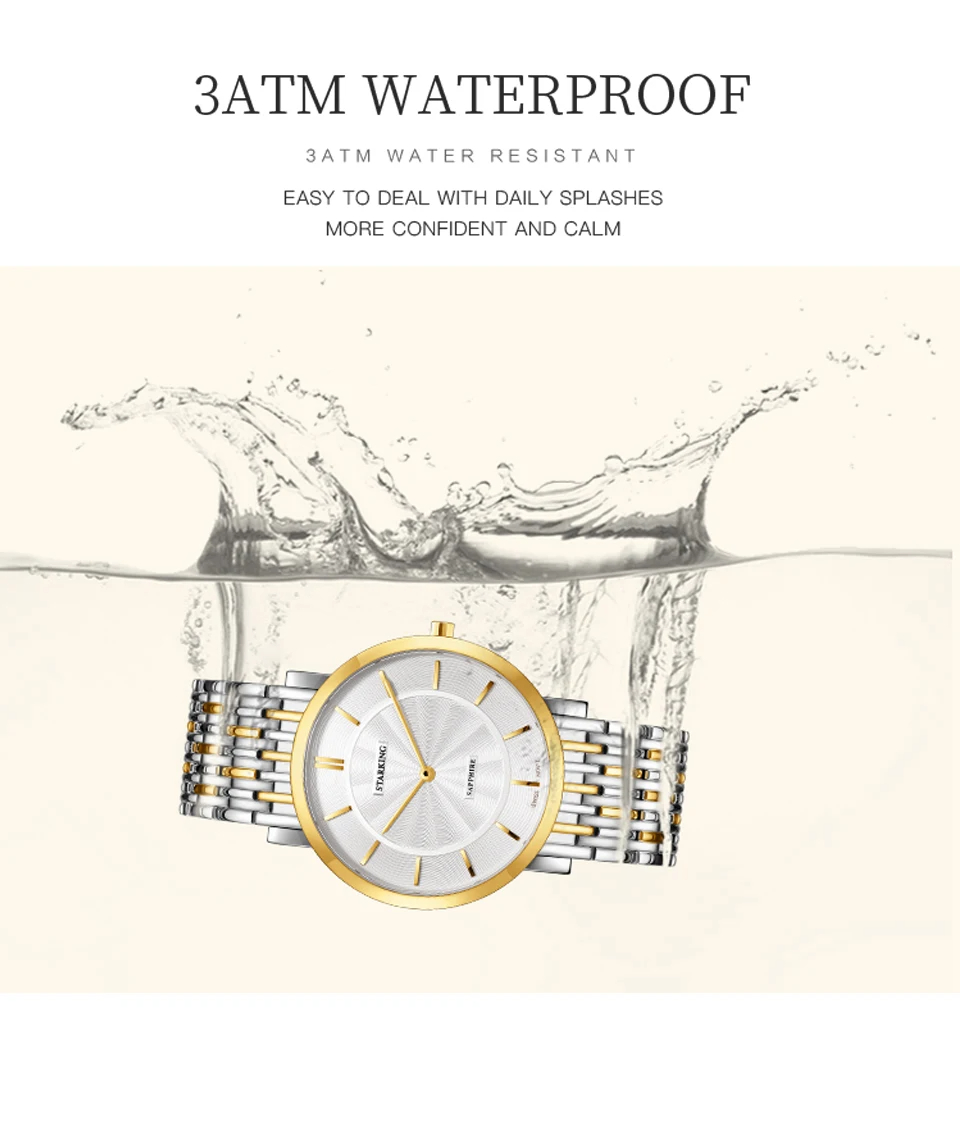 3ATM WATERPROOF
3ATM WATER RESISTANT
EASY TO DEAL WITH DAILY SPLASHES
MORE CONFIDENT AND CALM
STARKING
SAPPHIRE